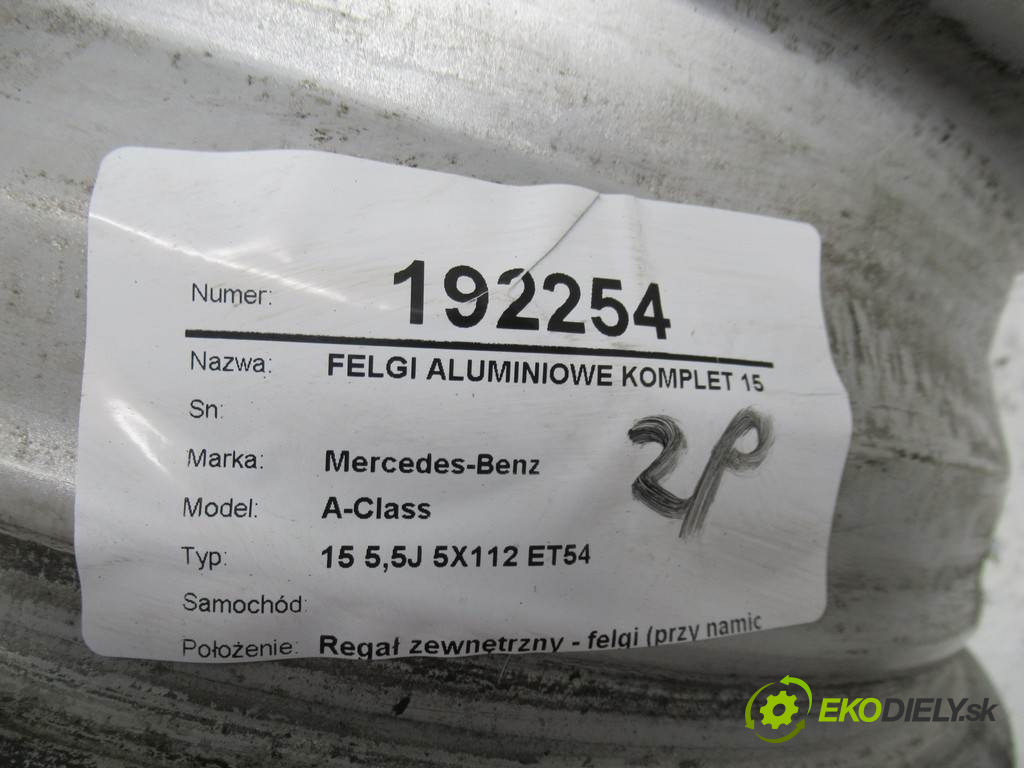 Numer: 192254
Nazwa: FELGI ALUMINIOWE KOMPLET 15
Sn:
Marka: Mercedes-Benz
2P
Model: A-Class
Typ: 15 5,5J 5X112 ET54
Samochód:
Położenie: Regał zewnętrzny - felgi (przy namic
EKODIELY.sk